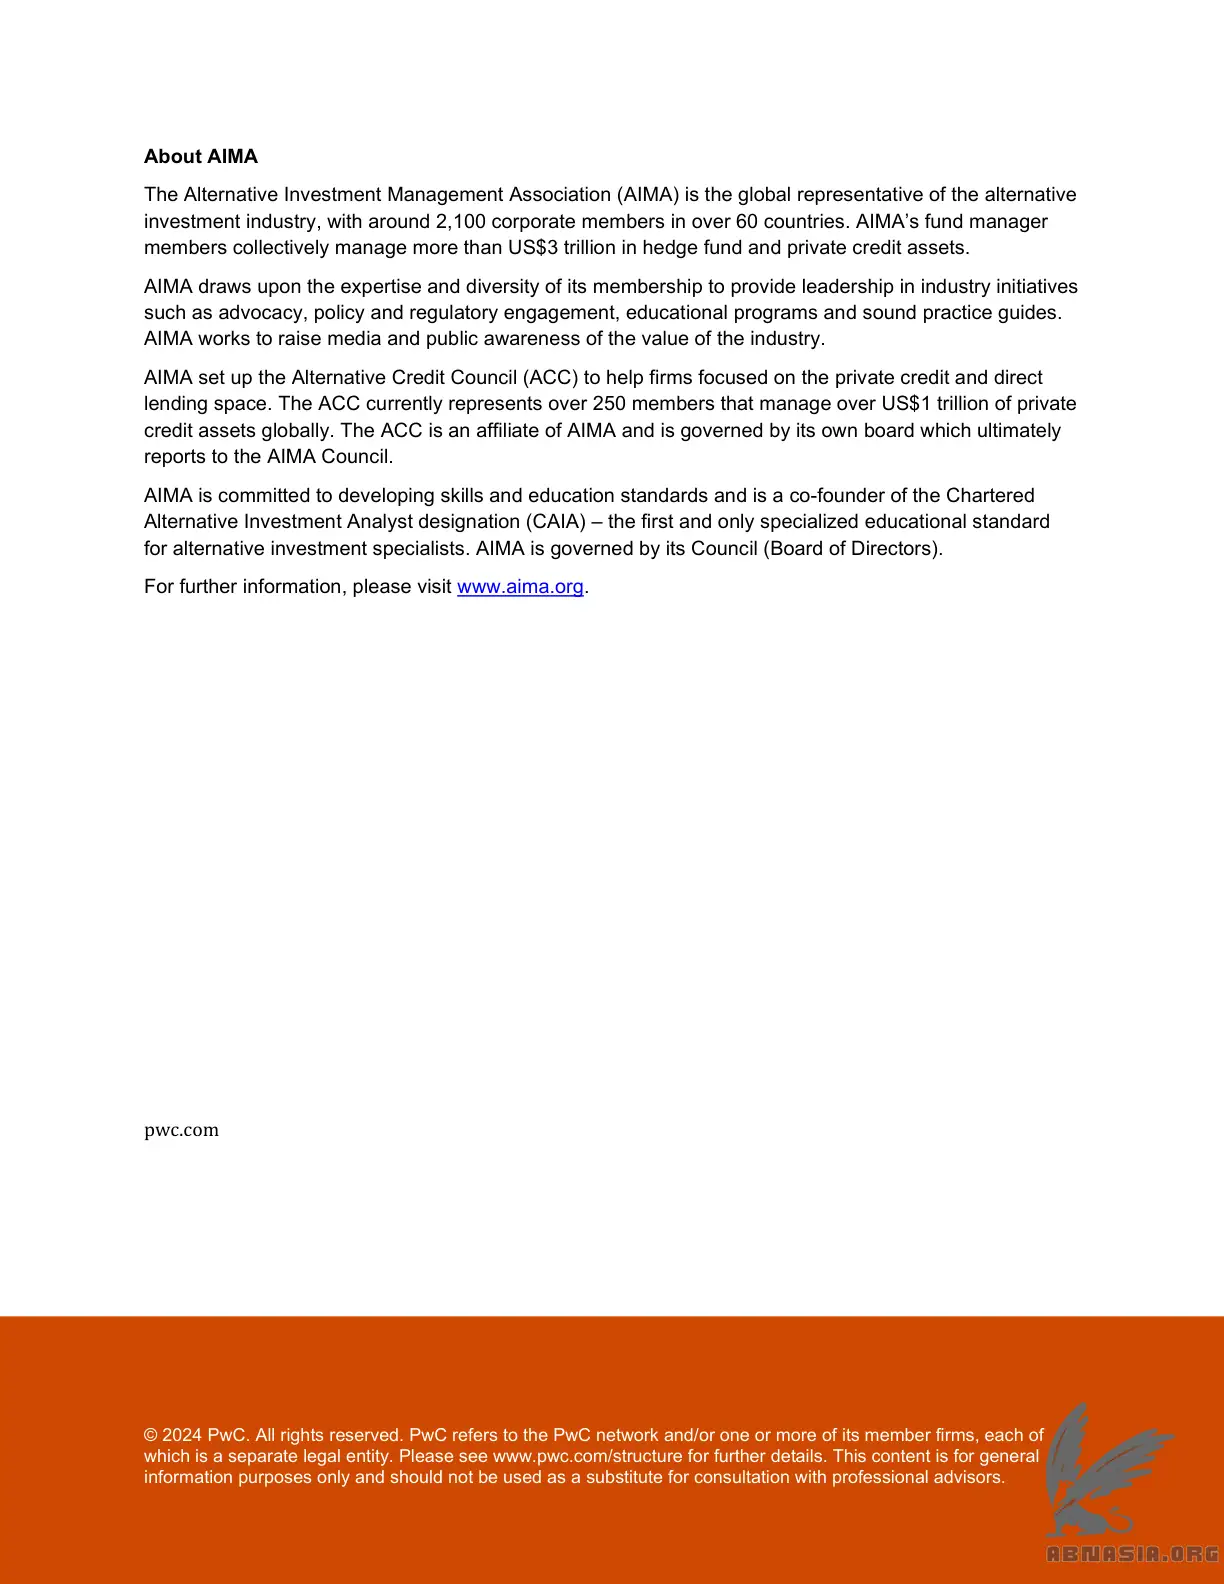 About AIMA
The Alternative Investment Management Association (AIMA) is the global representative of the alternative
investment industry, with around 2,100 corporate members in over 60 countries. AIMA’s fund manager
members collectively manage more than US$3 trillion in hedge fund and private credit assets.
AIMA draws upon the expertise and diversity of its membership to provide leadership in industry initiatives
such as advocacy, policy and regulatory engagement, educational programs and sound practice guides.
AIMA works to raise media and public awareness of the value of the industry.
AIMA set up the Alternative Credit Council (ACC) to help firms focused on the private credit and direct
lending space. The ACC currently represents over 250 members that manage over US$1 trillion of private
credit assets globally. The ACC is an affiliate of AIMA and is governed by its own board which ultimately
reports to the AIMA Council.
AIMA is committed to developing skills and education standards and is a co-founder of the Chartered
Alternative Investment Analyst designation (CAIA) – the first and only specialized educational standard
for alternative investment specialists. AIMA is governed by its Council (Board of Directors).
For further information, please visit www.aima.org.
pwc.com
© 2024 PwC. All rights reserved. PwC refers to the PwC network and/or one or more of its member firms, each of
which is a separate legal entity. Please see www.pwc.com/structure for further details. This content is for general
information purposes only and should not be used as a substitute for consultation with professional advisors.
ABNASIA.ORG